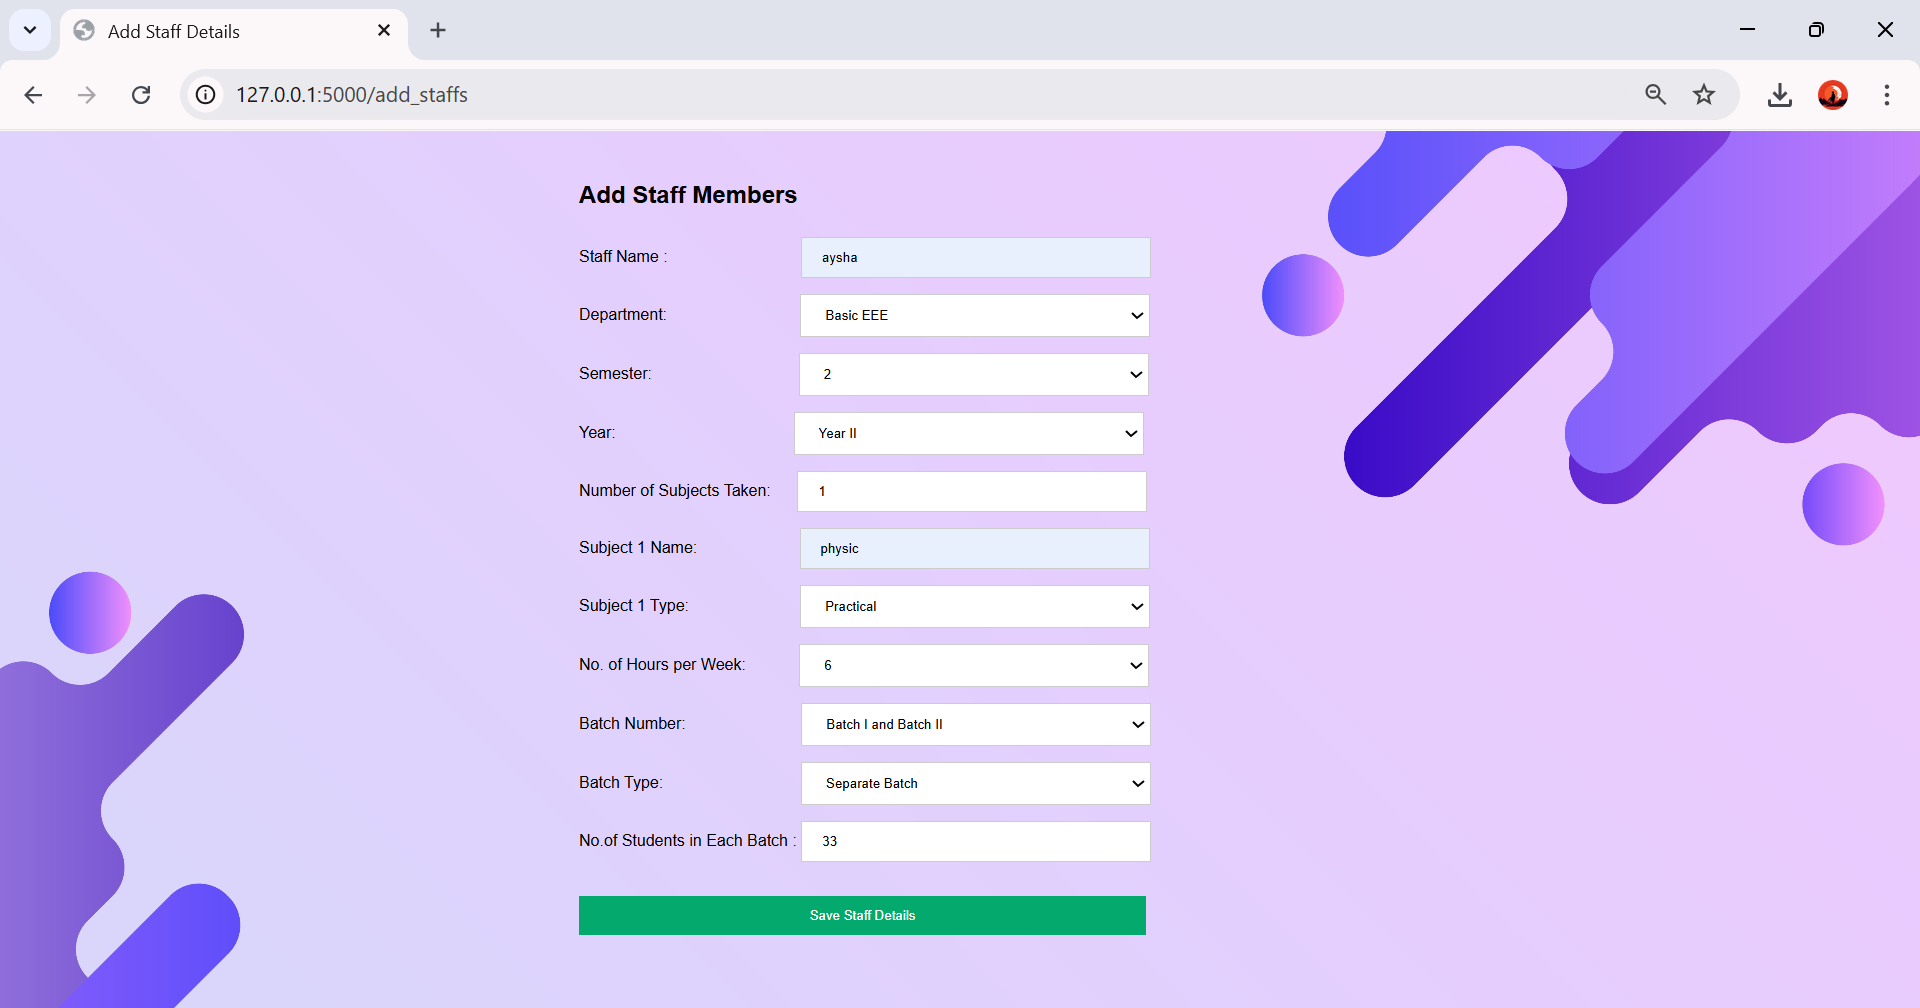 Add Staff Details
127.0.0.1:5000/add_staffs
Add Staff Members
Staff Name : aysha
Department: Basic EEE
Semester: 2
Year: Year II
Number of Subjects Taken: 1
Subject 1 Name: physic
Subject 1 Type: Practical
No. of Hours per Week: 6
Batch Number: Batch I and Batch II
Batch Type: Separate Batch
No.of Students in Each Batch : 33
Save Staff Details